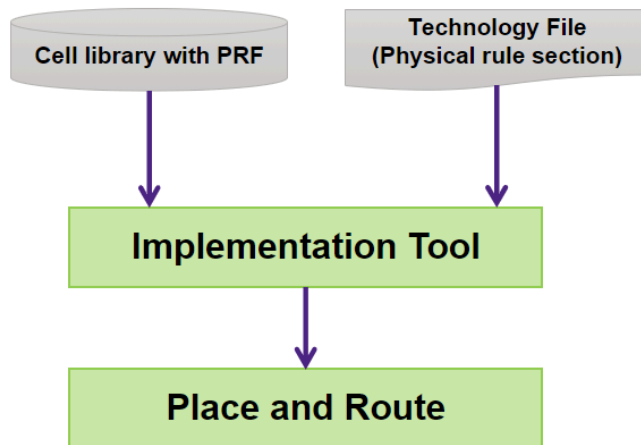 Cell library with PRF
Technology File
(Physical rule section)
Implementation Tool
Place and Route